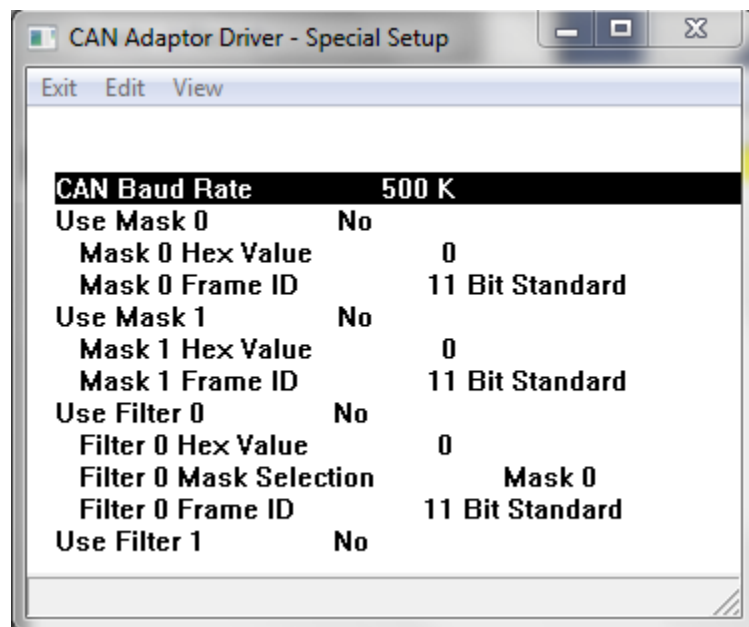 CAN Adaptor Driver - Special Setup
Exit Edit View
CAN Baud Rate 500 K
Use Mask 0 No
Mask 0 Hex Value 0
Mask 0 Frame ID 11 Bit Standard
Use Mask 1 No
Mask 1 Hex Value 0
Mask 1 Frame ID 11 Bit Standard
Use Filter 0 No
Filter 0 Hex Value 0
Filter 0 Mask Selection Mask 0
Filter 0 Frame ID 11 Bit Standard
Use Filter 1 No